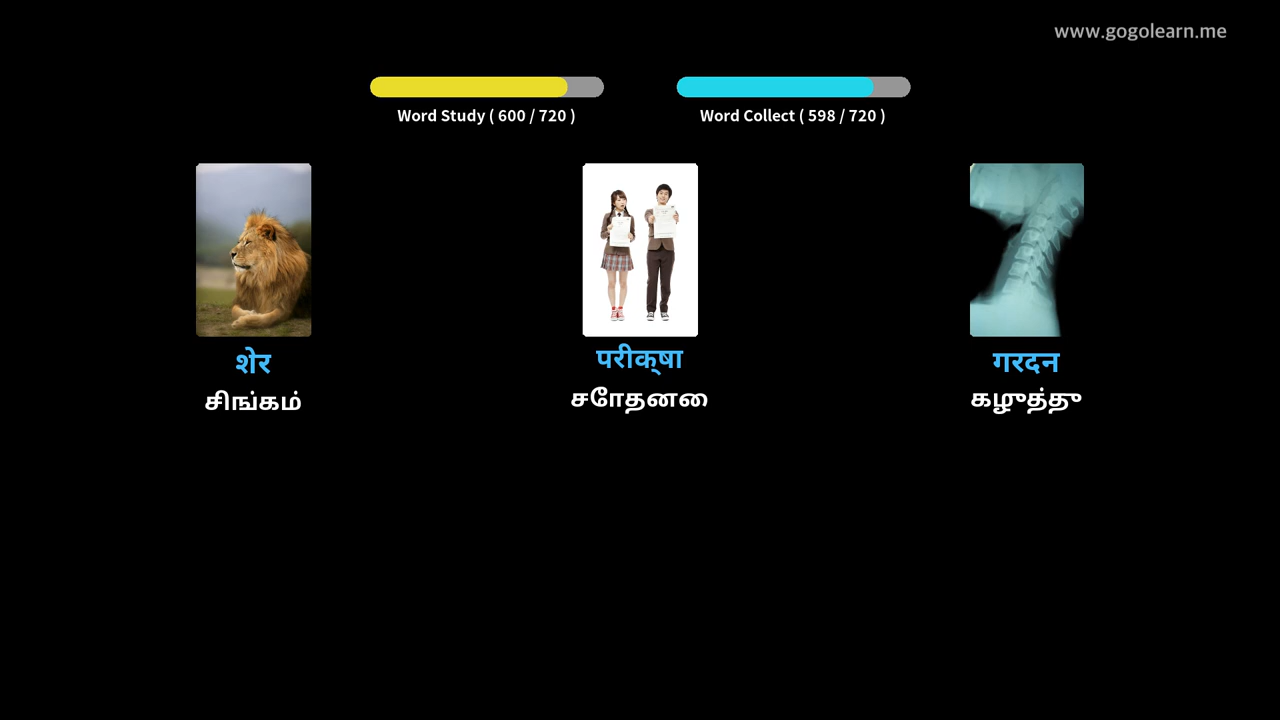 www.gogolearn.me
Word Study ( 600 / 720 )
Word Collect ( 598 / 720 )
शेर
परीक्षा
गरदन
சிங்கம்
சோதனை
கழுத்து